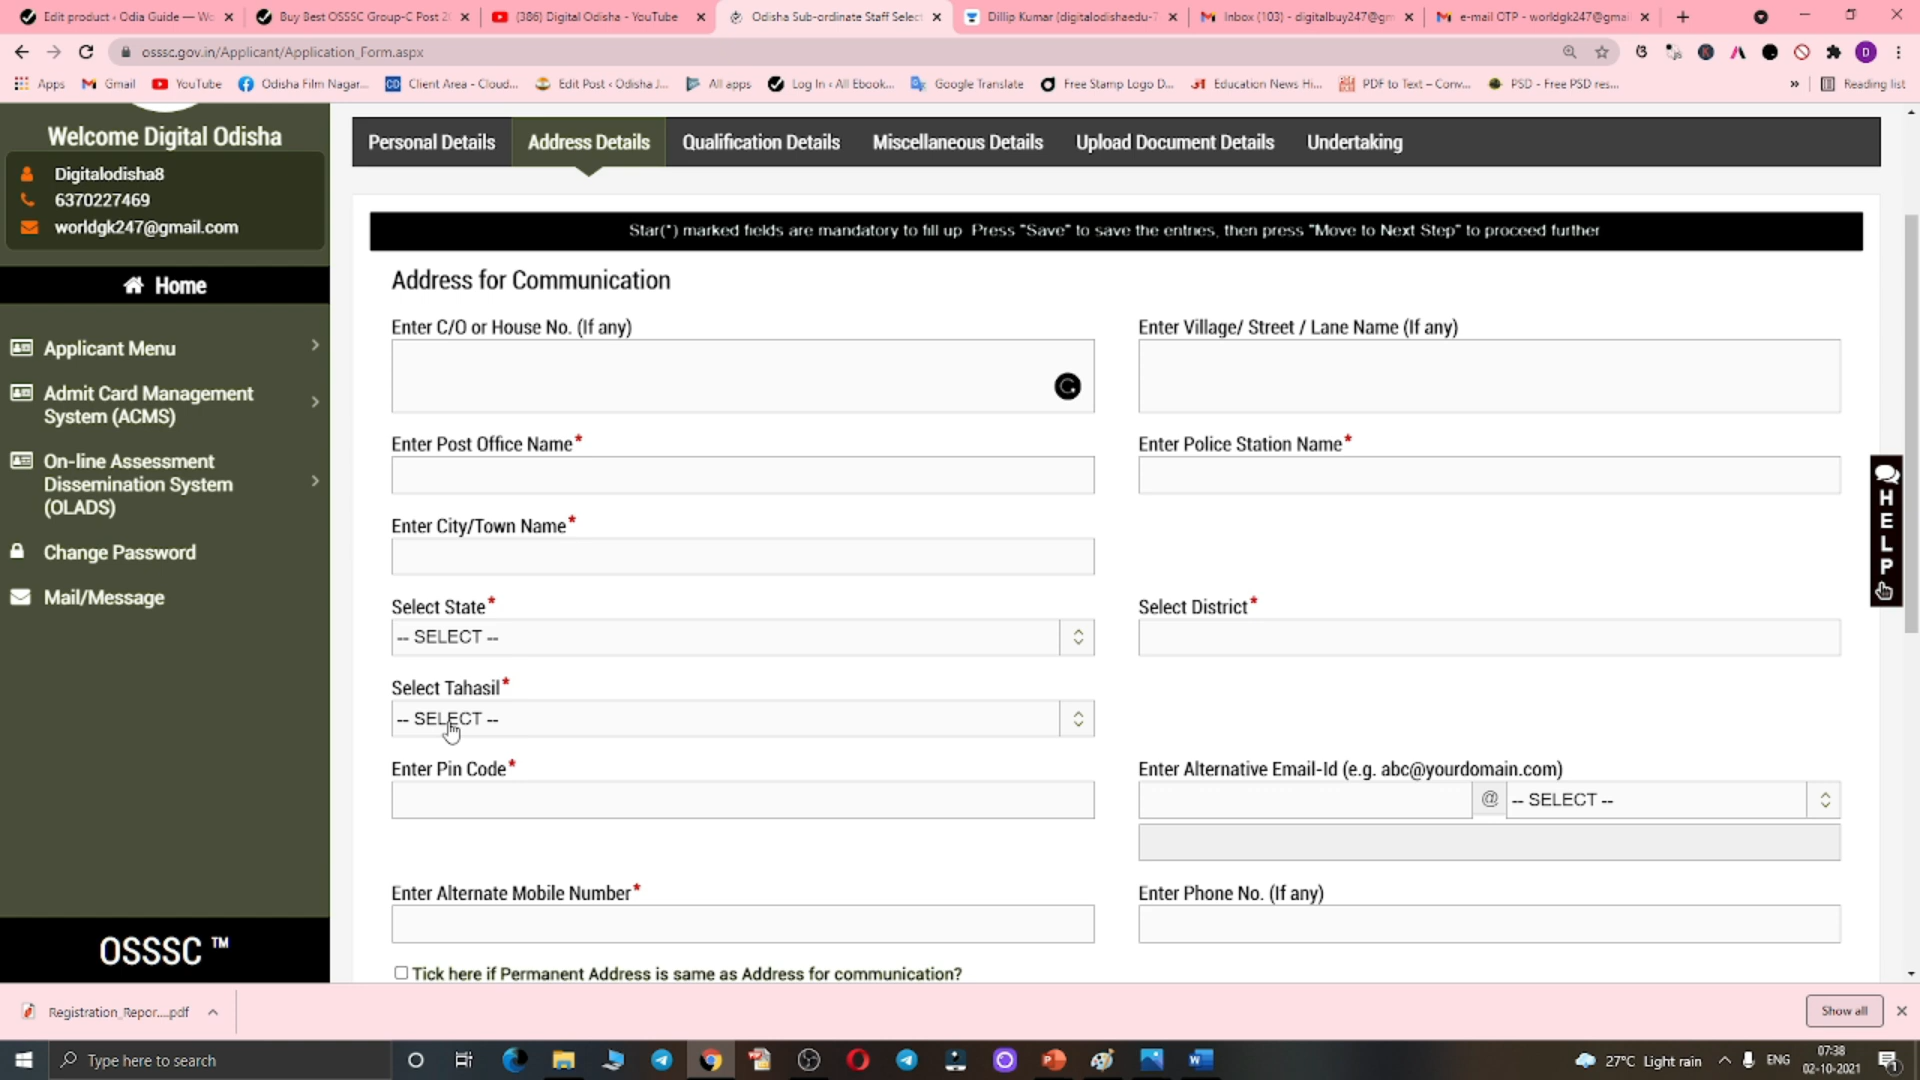 Edit product ‹ Odia Guide — Wo
Buy Best OSSSC Group-C Post 2
(386) Digital Odisha - YouTube
Odisha Sub-ordinate Staff Select
Dillip Kumar (digitalodishaedu-7
Inbox (103) - digitalbuy247@gm
e-mail OTP - worldgk247@gmai
osssc.gov.in/Applicant/Application_Form.aspx
D
Apps
Gmail
YouTube
Odisha Film Nagar...
Client Area - Cloud...
Edit Post ‹ Odisha J...
All apps
Log In ‹ All Ebook...
Google Translate
Free Stamp Logo D...
Education News Hi...
PDF to Text – Conv...
PSD - Free PSD res...
»
Reading list
Welcome Digital Odisha
Digitalodisha8
6370227469
worldgk247@gmail.com
Home
Applicant Menu
Admit Card Management
System (ACMS)
On-line Assessment
Dissemination System
(OLADS)
Change Password
Mail/Message
OSSSC ™
Personal Details
Address Details
Qualification Details
Miscellaneous Details
Upload Document Details
Undertaking
Star(*) marked fields are mandatory to fill up Press "Save" to save the entries, then press "Move to Next Step" to proceed further
Address for Communication
Enter C/O or House No. (If any)
Enter Village/ Street / Lane Name (If any)
Enter Post Office Name*
Enter Police Station Name*
Enter City/Town Name*
Select State*
-- SELECT --
Select District*
Select Tahasil*
-- SELECT --
Enter Pin Code*
Enter Alternative Email-Id (e.g. abc@yourdomain.com)
@
-- SELECT --
Enter Alternate Mobile Number*
Enter Phone No. (If any)
Tick here if Permanent Address is same as Address for communication?
HELP
Registration_Repor....pdf
Show all
Type here to search
27°C Light rain
ENG
07:38
02-10-2021
1